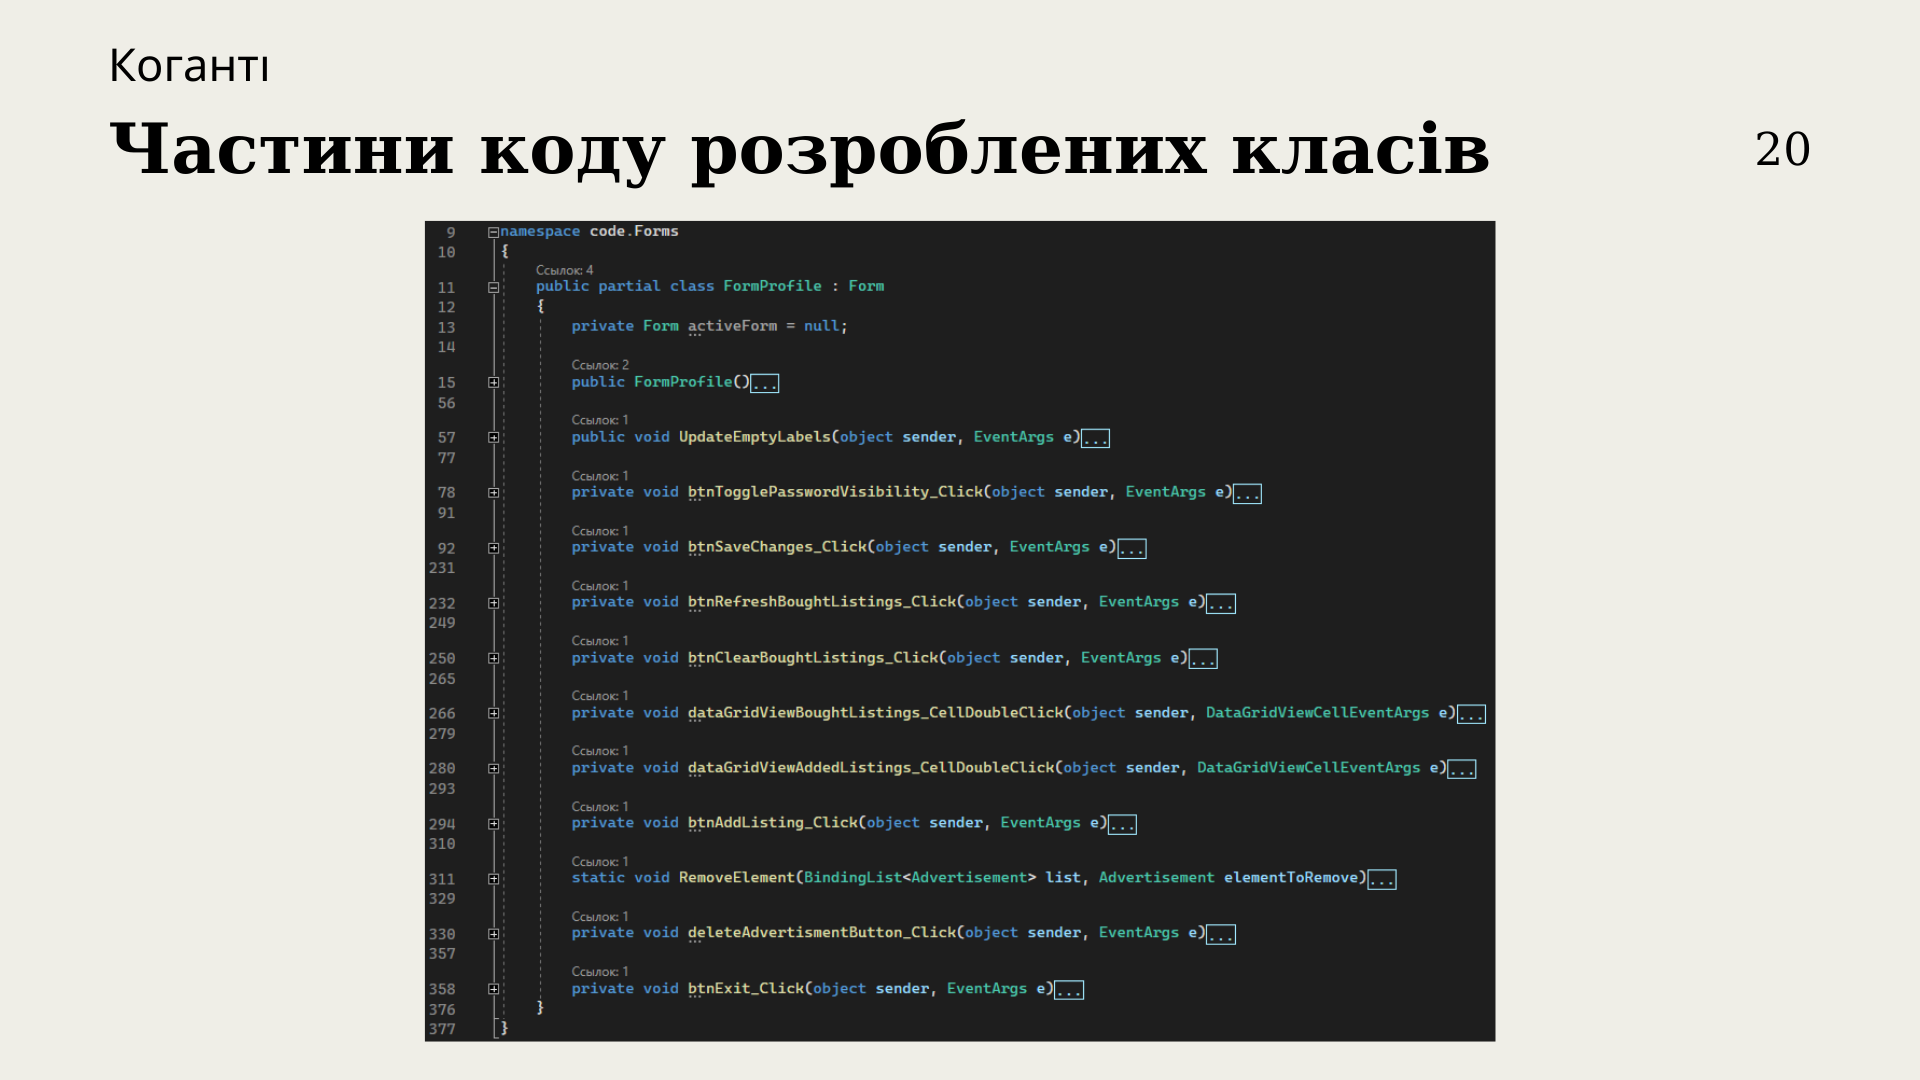 Коганті
Частини коду розроблених класів
20
9 namespace code.Forms
10 {
Ссылок: 4
11 public partial class FormProfile : Form
12 {
13 private Form activeForm = null;
14
Ссылок: 2
15 public FormProfile()...
56
Ссылок: 1
57 public void UpdateEmptyLabels(object sender, EventArgs e)...
77
Ссылок: 1
78 private void btnTogglePasswordVisibility_Click(object sender, EventArgs e)...
91
Ссылок: 1
92 private void btnSaveChanges_Click(object sender, EventArgs e)...
231
Ссылок: 1
232 private void btnRefreshBoughtListings_Click(object sender, EventArgs e)...
249
Ссылок: 1
250 private void btnClearBoughtListings_Click(object sender, EventArgs e)...
265
Ссылок: 1
266 private void dataGridViewBoughtListings_CellDoubleClick(object sender, DataGridViewCellEventArgs e)...
279
Ссылок: 1
280 private void dataGridViewAddedListings_CellDoubleClick(object sender, DataGridViewCellEventArgs e)...
293
Ссылок: 1
294 private void btnAddListing_Click(object sender, EventArgs e)...
310
Ссылок: 1
311 static void RemoveElement(BindingList<Advertisement> list, Advertisement elementToRemove)...
329
Ссылок: 1
330 private void deleteAdvertismentButton_Click(object sender, EventArgs e)...
357
Ссылок: 1
358 private void btnExit_Click(object sender, EventArgs e)...
376 }
377 }